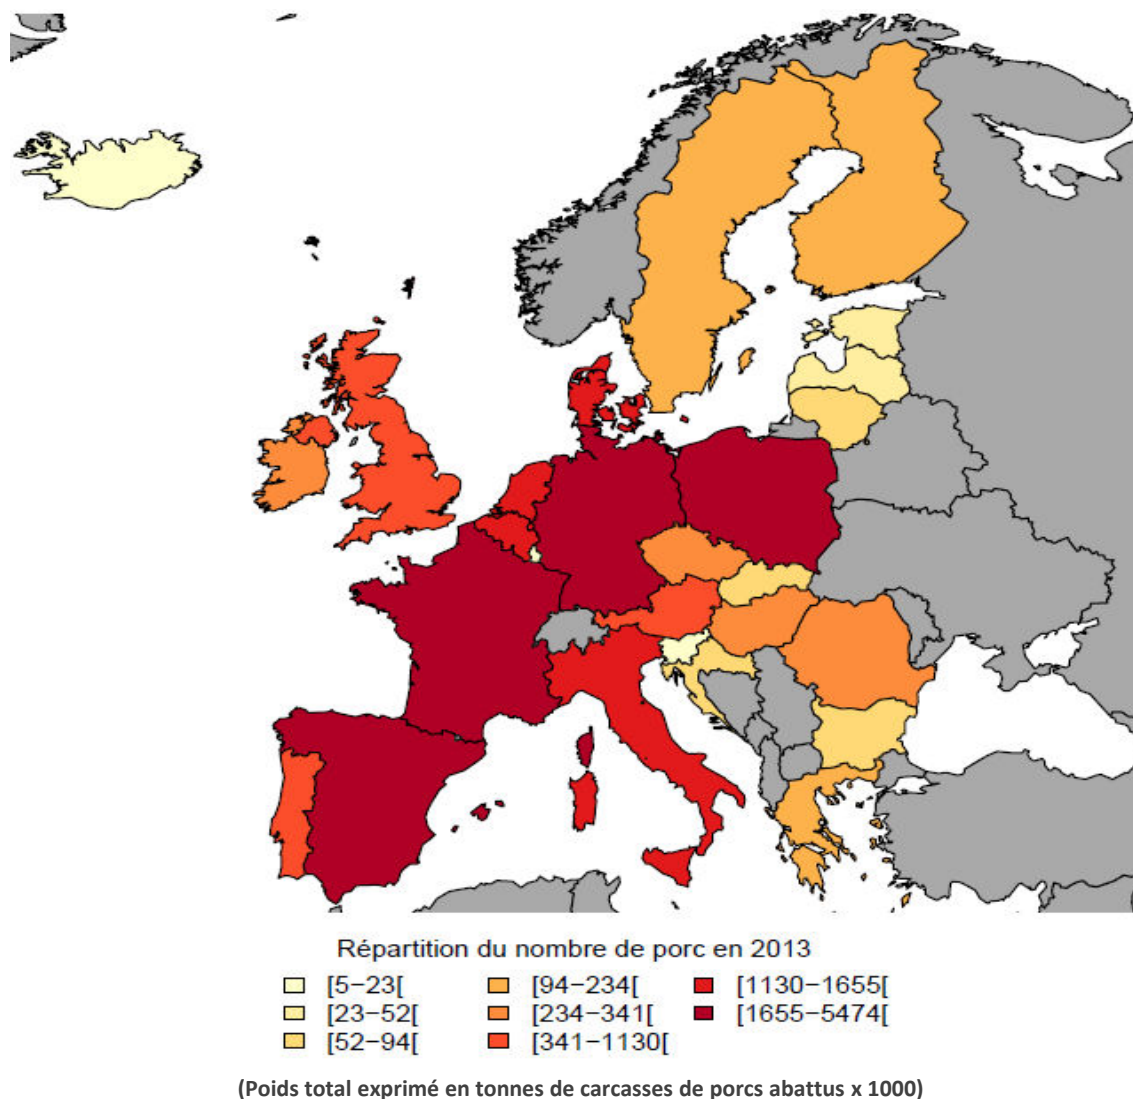 Répartition du nombre de porc en 2013
[5−23[ [94−234[ [1130−1655[
[23−52[ [234−341[ [1655−5474[
[52−94[ [341−1130[
(Poids total exprimé en tonnes de carcasses de porcs abattus x 1000)